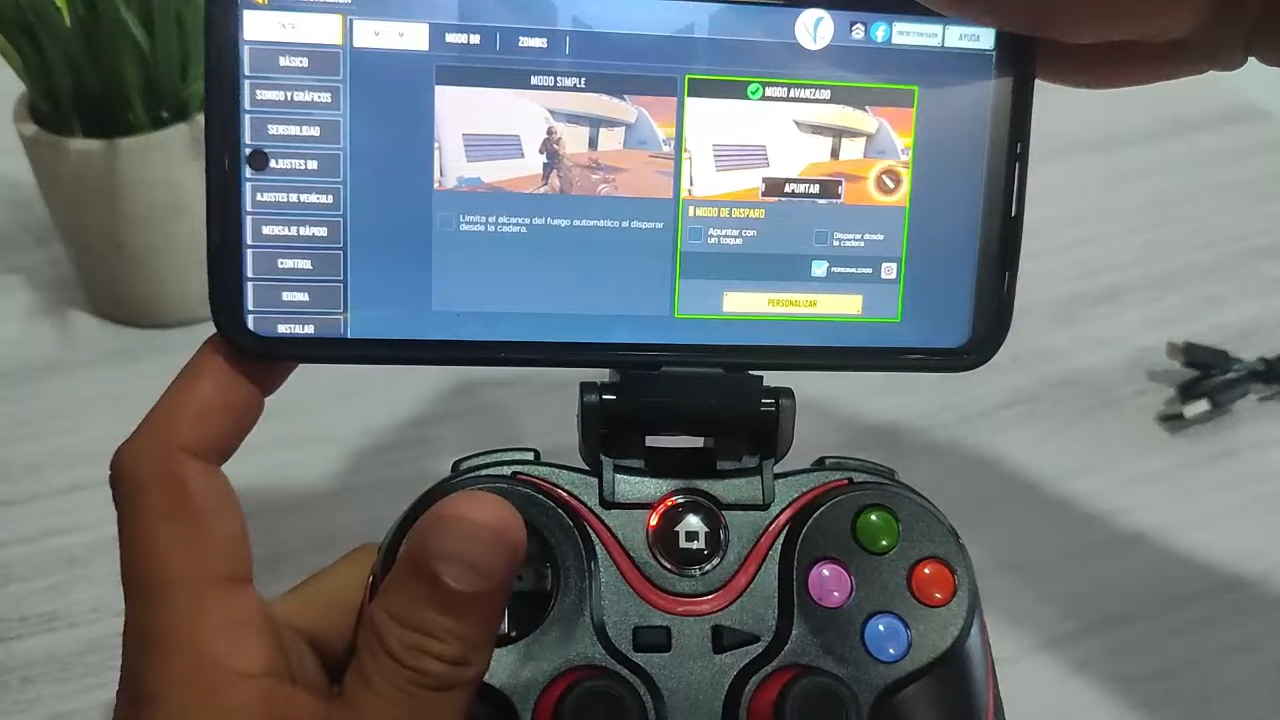 MODO BR
ZOMBIS
PREDETERMINADO
AYUDA
BÁSICO
SONIDO Y GRÁFICOS
SENSIBILIDAD
AJUSTES BR
AJUSTES DE VEHÍCULO
MENSAJE RÁPIDO
CONTROL
IDIOMA
INSTALAR
MODO SIMPLE
Limita el alcance del fuego automático al disparar
desde la cadera.
MODO AVANZADO
APUNTAR
MODO DE DISPARO
Apuntar con
un toque
Disparar desde
la cadera
PERSONALIZADO
PERSONALIZAR